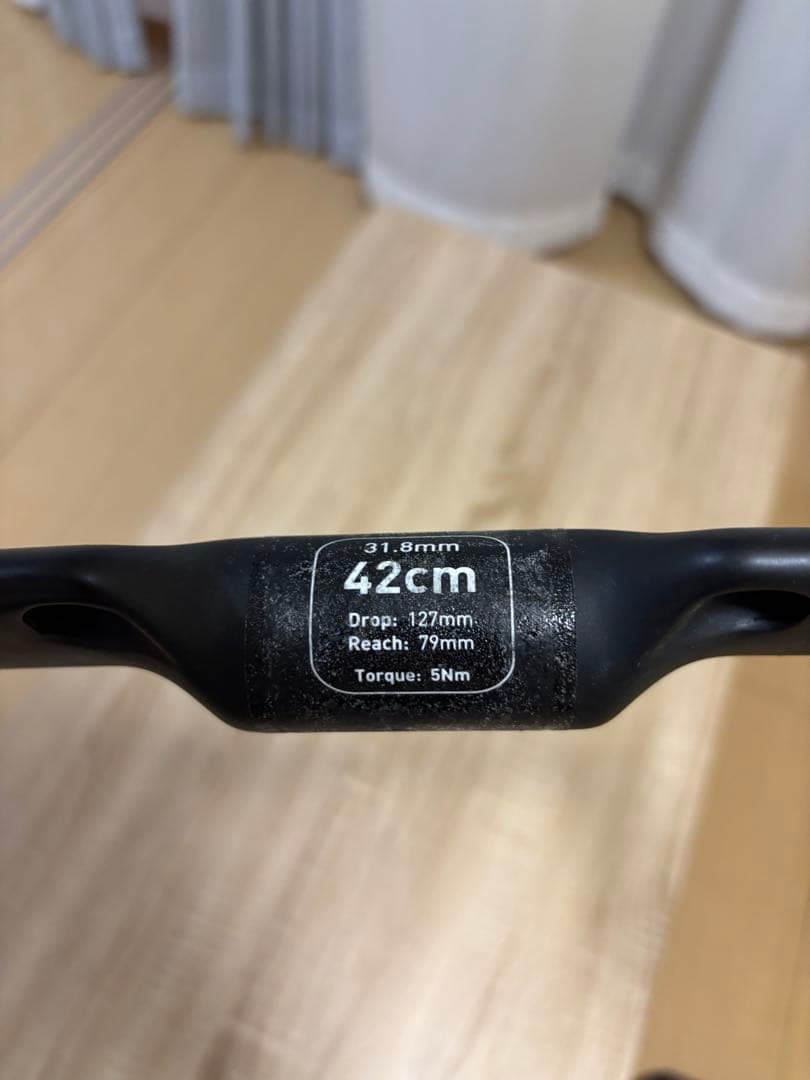 31.8mm
42cm
Drop: 127mm
Reach: 79mm
Torque: 5Nm